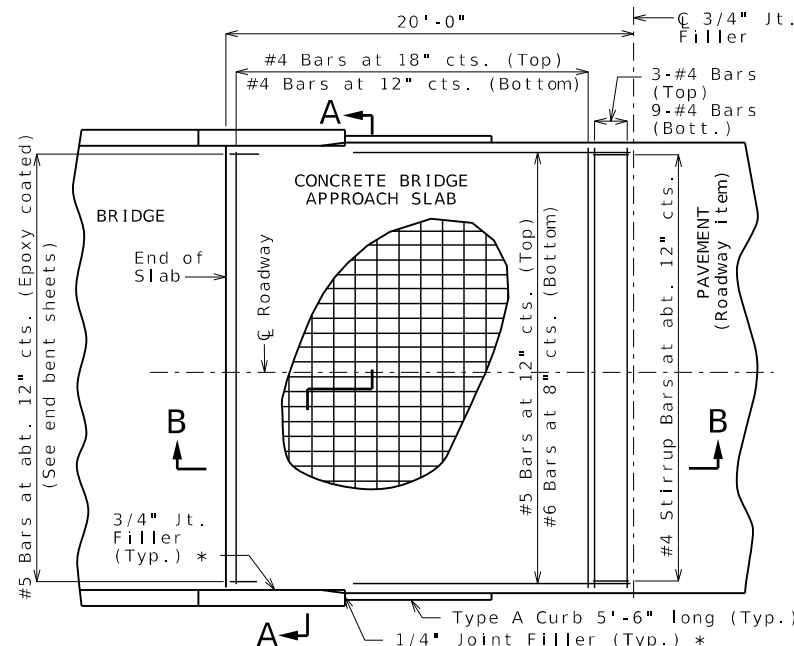 20'-0"
℄ 3/4" Jt.
Filler
#4 Bars at 18" cts. (Top)
#4 Bars at 12" cts. (Bottom)
3-#4 Bars
(Top)
9-#4 Bars
(Bott.)
A
#5 Bars at abt. 12" cts. (Epoxy coated)
(See end bent sheets)
BRIDGE
CONCRETE BRIDGE
APPROACH SLAB
End of
Slab
℄ Roadway
#5 Bars at 12" cts. (Top)
#6 Bars at 8" cts. (Bottom)
#4 Stirrup Bars at abt. 12" cts.
PAVEMENT
(Roadway item)
B
B
3/4" Jt.
Filler
(Typ.) *
A
Type A Curb 5'-6" long (Typ.)
1/4" Joint Filler (Typ.) *